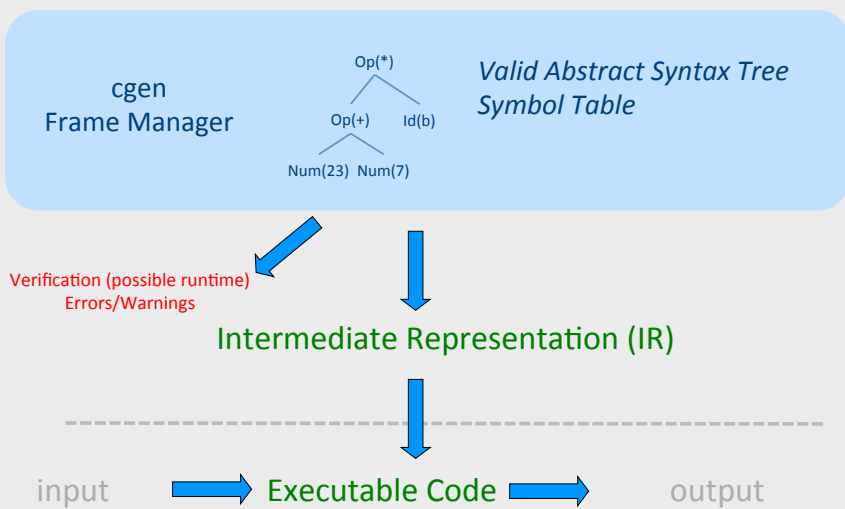 cgen
Frame Manager
Op(*)
Op(+) Id(b)
Num(23) Num(7)
Valid Abstract Syntax Tree
Symbol Table
Verification (possible runtime)
Errors/Warnings
Intermediate Representation (IR)
input Executable Code output